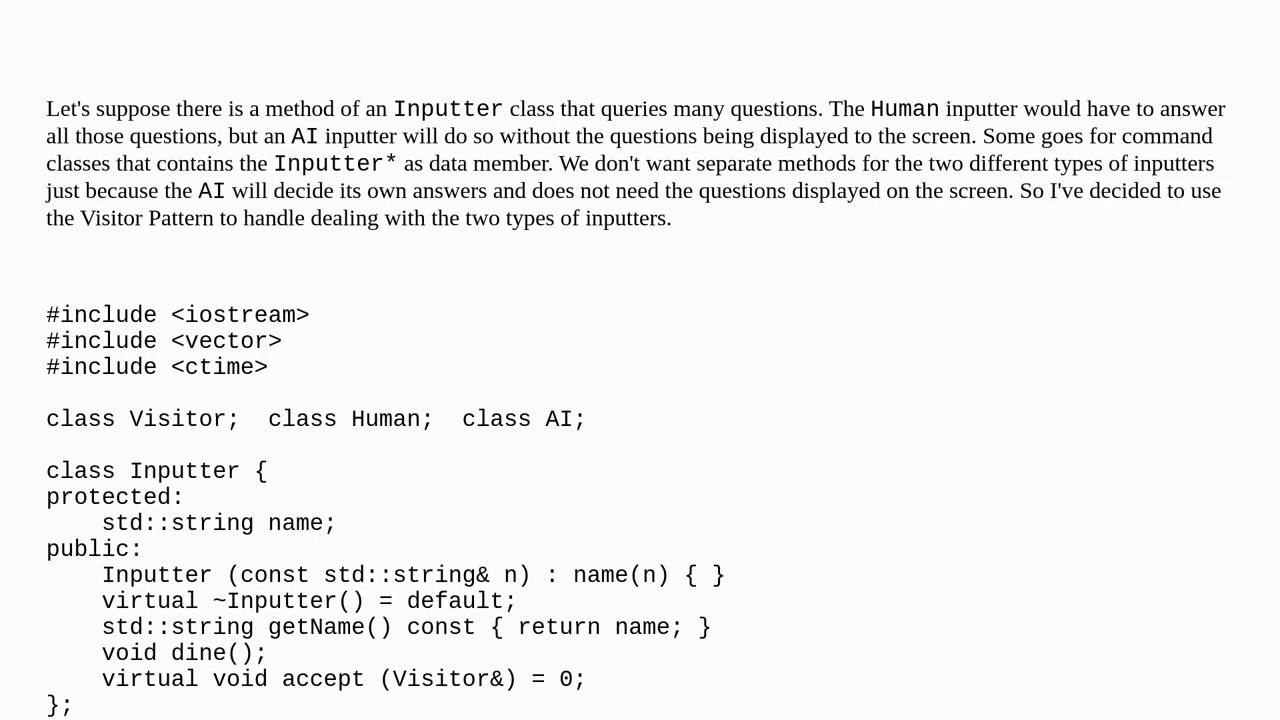 Let's suppose there is a method of an Inputter class that queries many questions. The Human inputter would have to answer
all those questions, but an AI inputter will do so without the questions being displayed to the screen. Some goes for command
classes that contains the Inputter* as data member. We don't want separate methods for the two different types of inputters
just because the AI will decide its own answers and does not need the questions displayed on the screen. So I've decided to use
the Visitor Pattern to handle dealing with the two types of inputters.

#include <iostream>
#include <vector>
#include <ctime>

class Visitor;  class Human;  class AI;

class Inputter {
protected:
    std::string name;
public:
    Inputter (const std::string& n) : name(n) { }
    virtual ~Inputter() = default;
    std::string getName() const { return name; }
    void dine();
    virtual void accept (Visitor&) = 0;
};